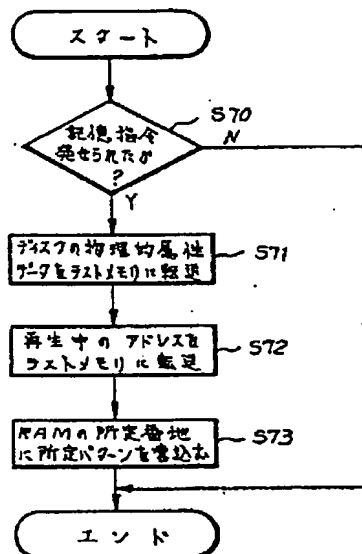 スタート
S70
記憶指令
発せられたか
?
N
Y
ディスクの物理的属性
データをラストメモリに転送
S71
再生中のアドレスを
ラストメモリに転送
S72
RAMの所定番地
に所定パターンを書込む
S73
エンド